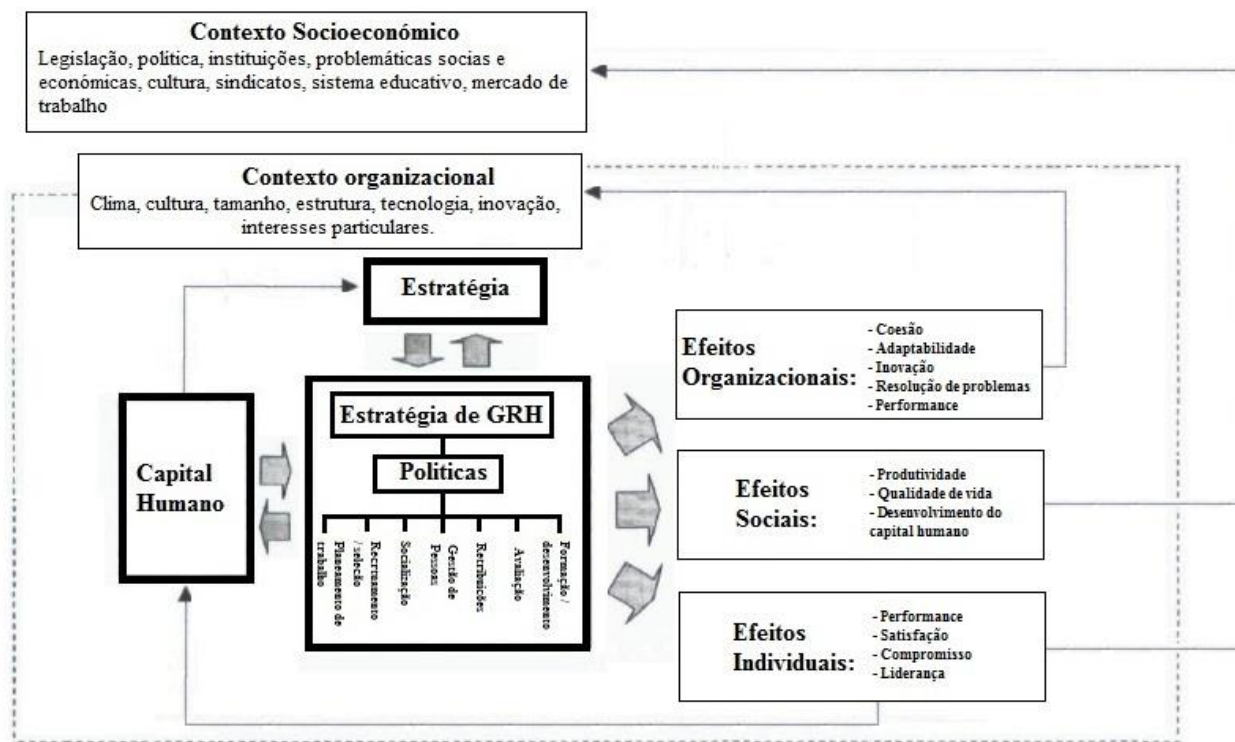 Contexto Socioeconómico
Legislação, política, instituições, problemáticas socias e
económicas, cultura, sindicatos, sistema educativo, mercado de
trabalho
Contexto organizacional
Clima, cultura, tamanho, estrutura, tecnologia, inovação,
interesses particulares.
Estratégia
Capital
Humano
Estratégia de GRH
Políticas
Planeamento de
trabalho
Recrtuamento
/ seleção
Socialização
Gestão de
Pessoas
Retribuições
Avaliação
Formação /
desenvolvimento
Efeitos
Organizacionais:
- Coesão
- Adaptabilidade
- Inovação
- Resolução de problemas
- Performance
Efeitos
Sociais:
- Produtividade
- Qualidade de vida
- Desenvolvimento do
capital humano
Efeitos
Individuais:
- Performance
- Satisfação
- Compromisso
- Liderança